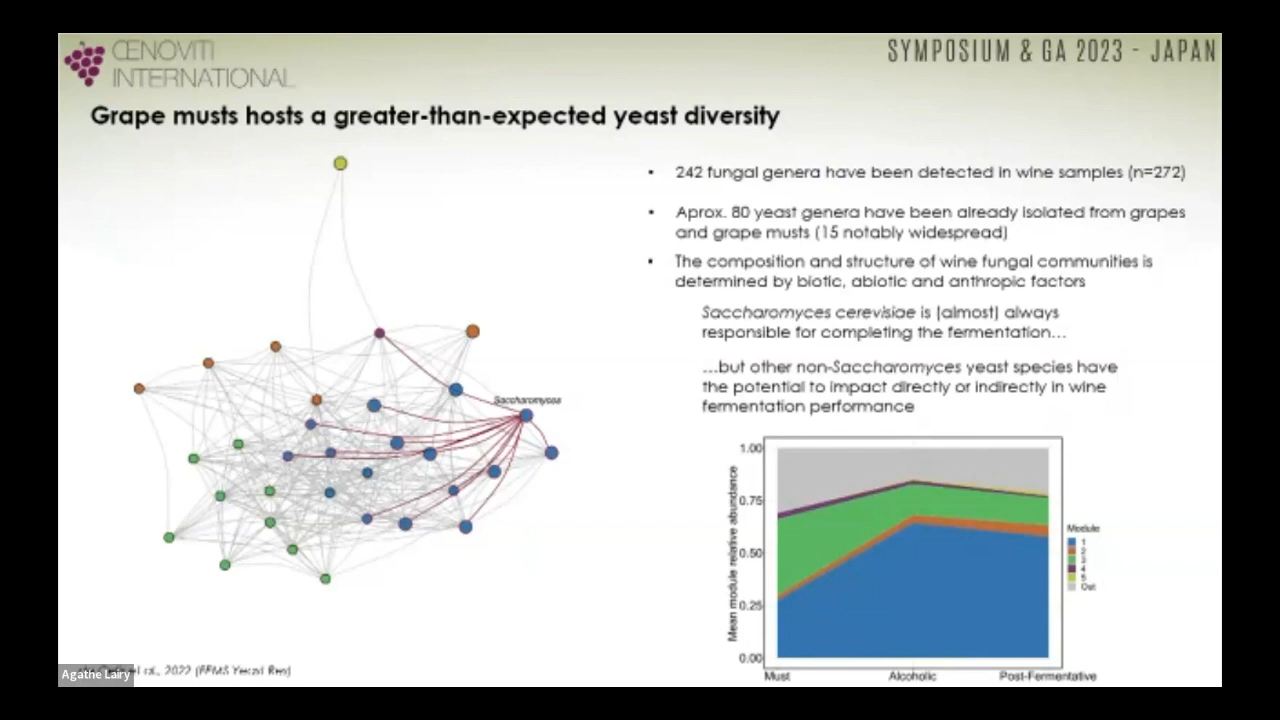 ŒNOVITI
INTERNATIONAL
SYMPOSIUM & GA 2023 - JAPAN
Grape musts hosts a greater-than-expected yeast diversity
• 242 fungal genera have been detected in wine samples (n=272)
• Aprox. 80 yeast genera have been already isolated from grapes
and grape musts (15 notably widespread)
• The composition and structure of wine fungal communities is
determined by biotic, abiotic and anthropic factors
Saccharomyces cerevisiae is (almost) always
responsible for completing the fermentation...
...but other non-Saccharomyces yeast species have
the potential to impact directly or indirectly in wine
fermentation performance
Saccharomyces
Mean module relative abundance
1.00
0.75
0.50
0.25
0.00
Must
Alcoholic
Post-Fermentative
Module
1
2
3
4
5
Out
al., 2022 (FEMS Yeast Res)
Agathe Lairy